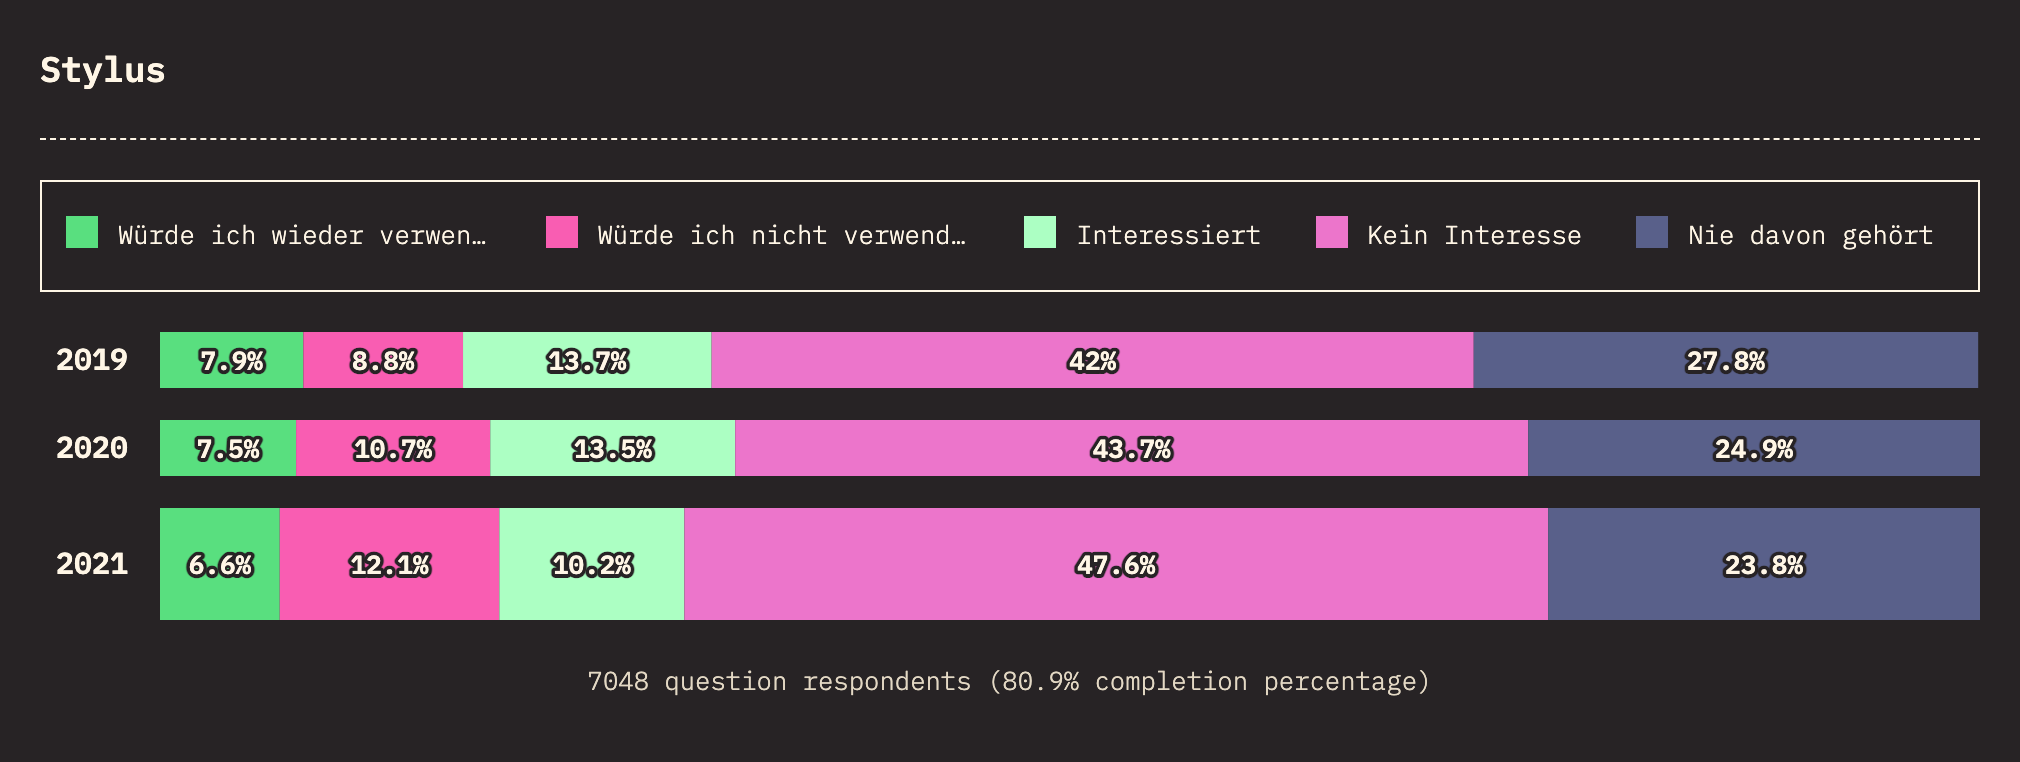 Stylus
Würde ich wieder verwen… Würde ich nicht verwend… Interessiert Kein Interesse Nie davon gehört
2019 7.9% 8.8% 13.7% 42% 27.8%
2020 7.5% 10.7% 13.5% 43.7% 24.9%
2021 6.6% 12.1% 10.2% 47.6% 23.8%
7048 question respondents (80.9% completion percentage)